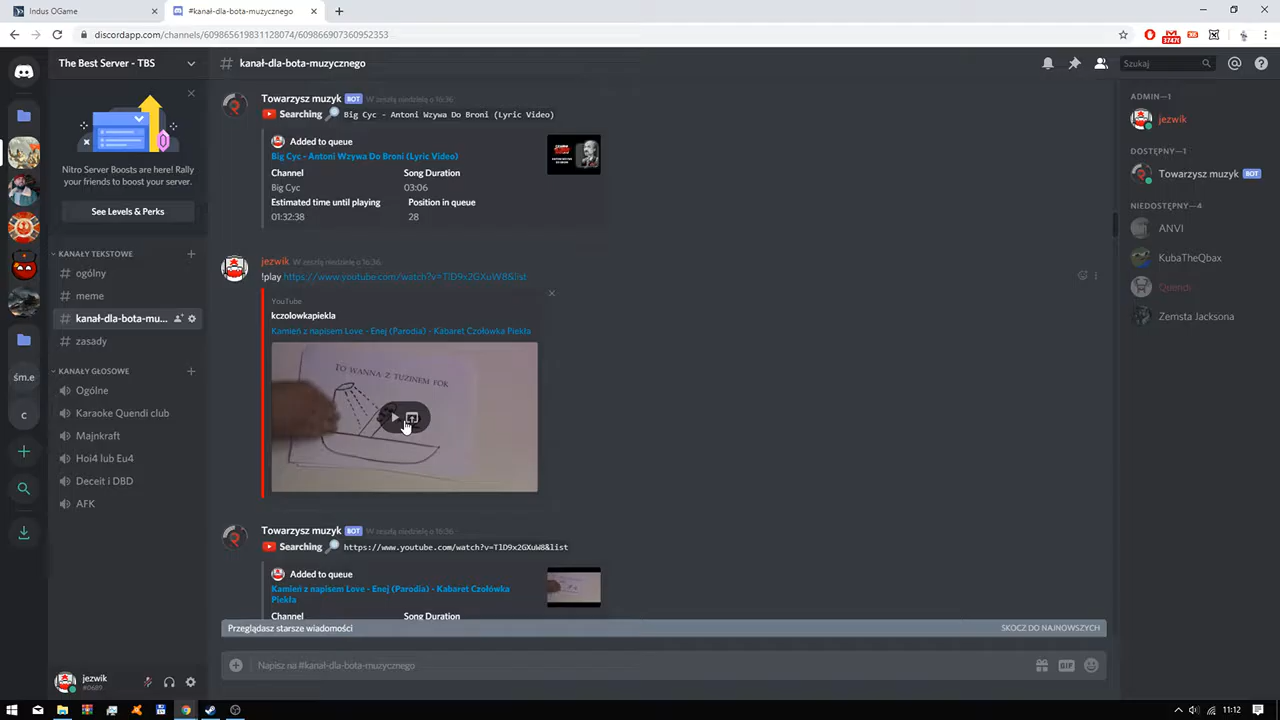 Indus OGame
#kanał-dla-bota-muzycznego
discordapp.com/channels/609865619831128074/609866907360952353
The Best Server - TBS
# kanał-dla-bota-muzycznego
Szukaj
Nitro Server Boosts are here! Rally
your friends to boost your server.
See Levels & Perks
KANAŁY TEKSTOWE
# ogólny
# meme
# kanał-dla-bota-mu...
# zasady
KANAŁY GŁOSOWE
Ogólne
Karaoke Quendi club
Majnkraft
Hoi4 lub Eu4
Deceit i DBD
AFK
śm.e
c
jezwik
#0689
Towarzysz muzyk BOT W zeszłą niedzielę o 16:36
Searching Big Cyc - Antoni Wzywa Do Broni (Lyric Video)
Added to queue
Big Cyc - Antoni Wzywa Do Broni (Lyric Video)
Channel Song Duration
Big Cyc 03:06
Estimated time until playing Position in queue
01:32:38 28
jezwik W zeszłą niedzielę o 16:36
!play https://www.youtube.com/watch?v=TlD9x2GXuW8&list
YouTube
kczolowkapiekla
Kamień z napisem Love - Enej (Parodia) - Kabaret Czołówka Piekła
TO WANNA Z TUZINEM FOK
Towarzysz muzyk BOT W zeszłą niedzielę o 16:36
Searching https://www.youtube.com/watch?v=TlD9x2GXuW8&list
Added to queue
Kamień z napisem Love - Enej (Parodia) - Kabaret Czołówka
Piekła
Channel Song Duration
Przeglądasz starsze wiadomości SKOCZ DO NAJNOWSZYCH
Napisz na #kanał-dla-bota-muzycznego
GIF
ADMIN—1
jezwik
DOSTĘPNY—1
Towarzysz muzyk BOT
NIEDOSTĘPNY—4
ANVI
KubaTheQbax
Quendi
Zemsta Jacksona
11:12